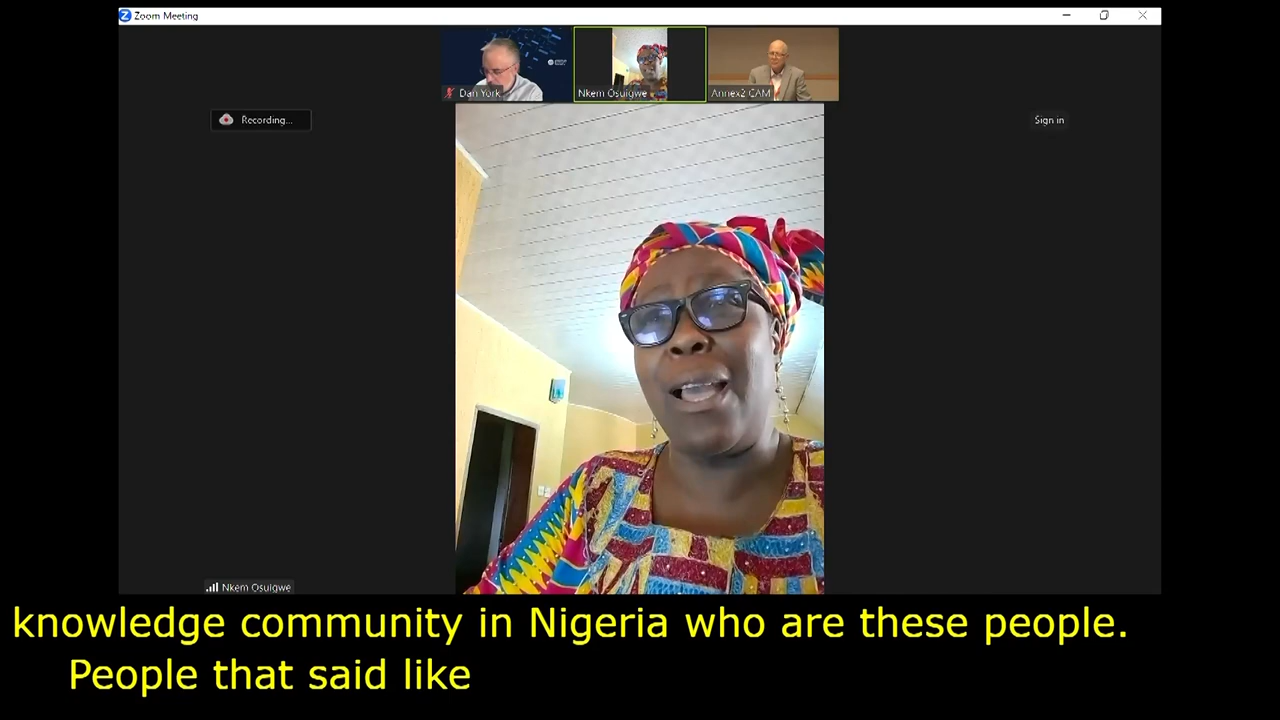 Zoom Meeting
Dan York
Nkem Osuigwe
Annex2 CAM
Recording...
Sign in
Nkem Osuigwe
knowledge community in Nigeria who are these people.
People that said like